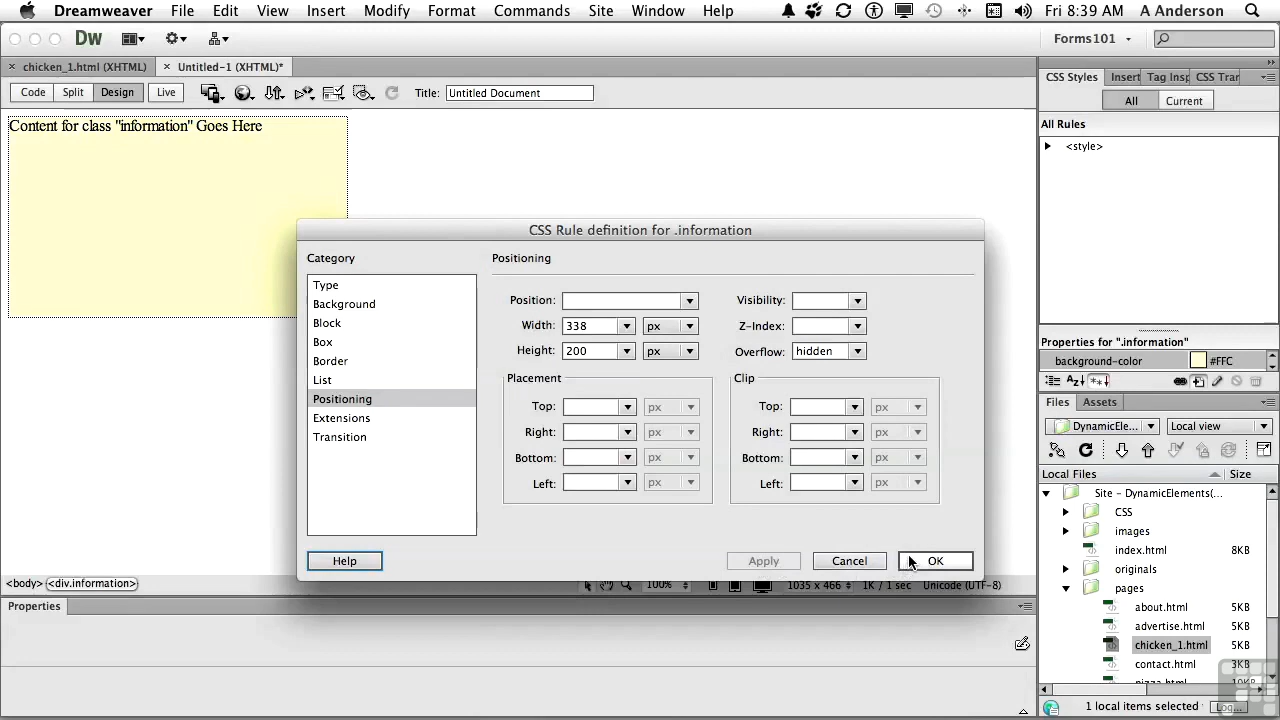 Dreamweaver File Edit View Insert Modify Format Commands Site Window Help Fri 8:39 AM A Anderson
Dw Forms101
chicken_1.html (XHTML) Untitled-1 (XHTML)*
Code Split Design Live Title: Untitled Document
Content for class "information" Goes Here
CSS Rule definition for .information
Category
Type
Background
Block
Box
Border
List
Positioning
Extensions
Transition
Positioning
Position: Visibility:
Width: 338 px Z-Index:
Height: 200 px Overflow: hidden
Placement Clip
Top: px Top: px
Right: px Right: px
Bottom: px Bottom: px
Left: px Left: px
Help Apply Cancel OK
<body> <div.information> 100% 1035 x 466 1K / 1 sec Unicode (UTF-8)
Properties
CSS Styles Insert Tag Insp CSS Tran
All Current
All Rules
<style>
Properties for ".information"
background-color #FFC
Files Assets
DynamicEle... Local view
Local Files Size
Site - DynamicElements(...
CSS
images
index.html 8KB
originals
pages
about.html 5KB
advertise.html 5KB
chicken_1.html 5KB
contact.html 3KB
pizza.html 10KB
1 local items selected Log...